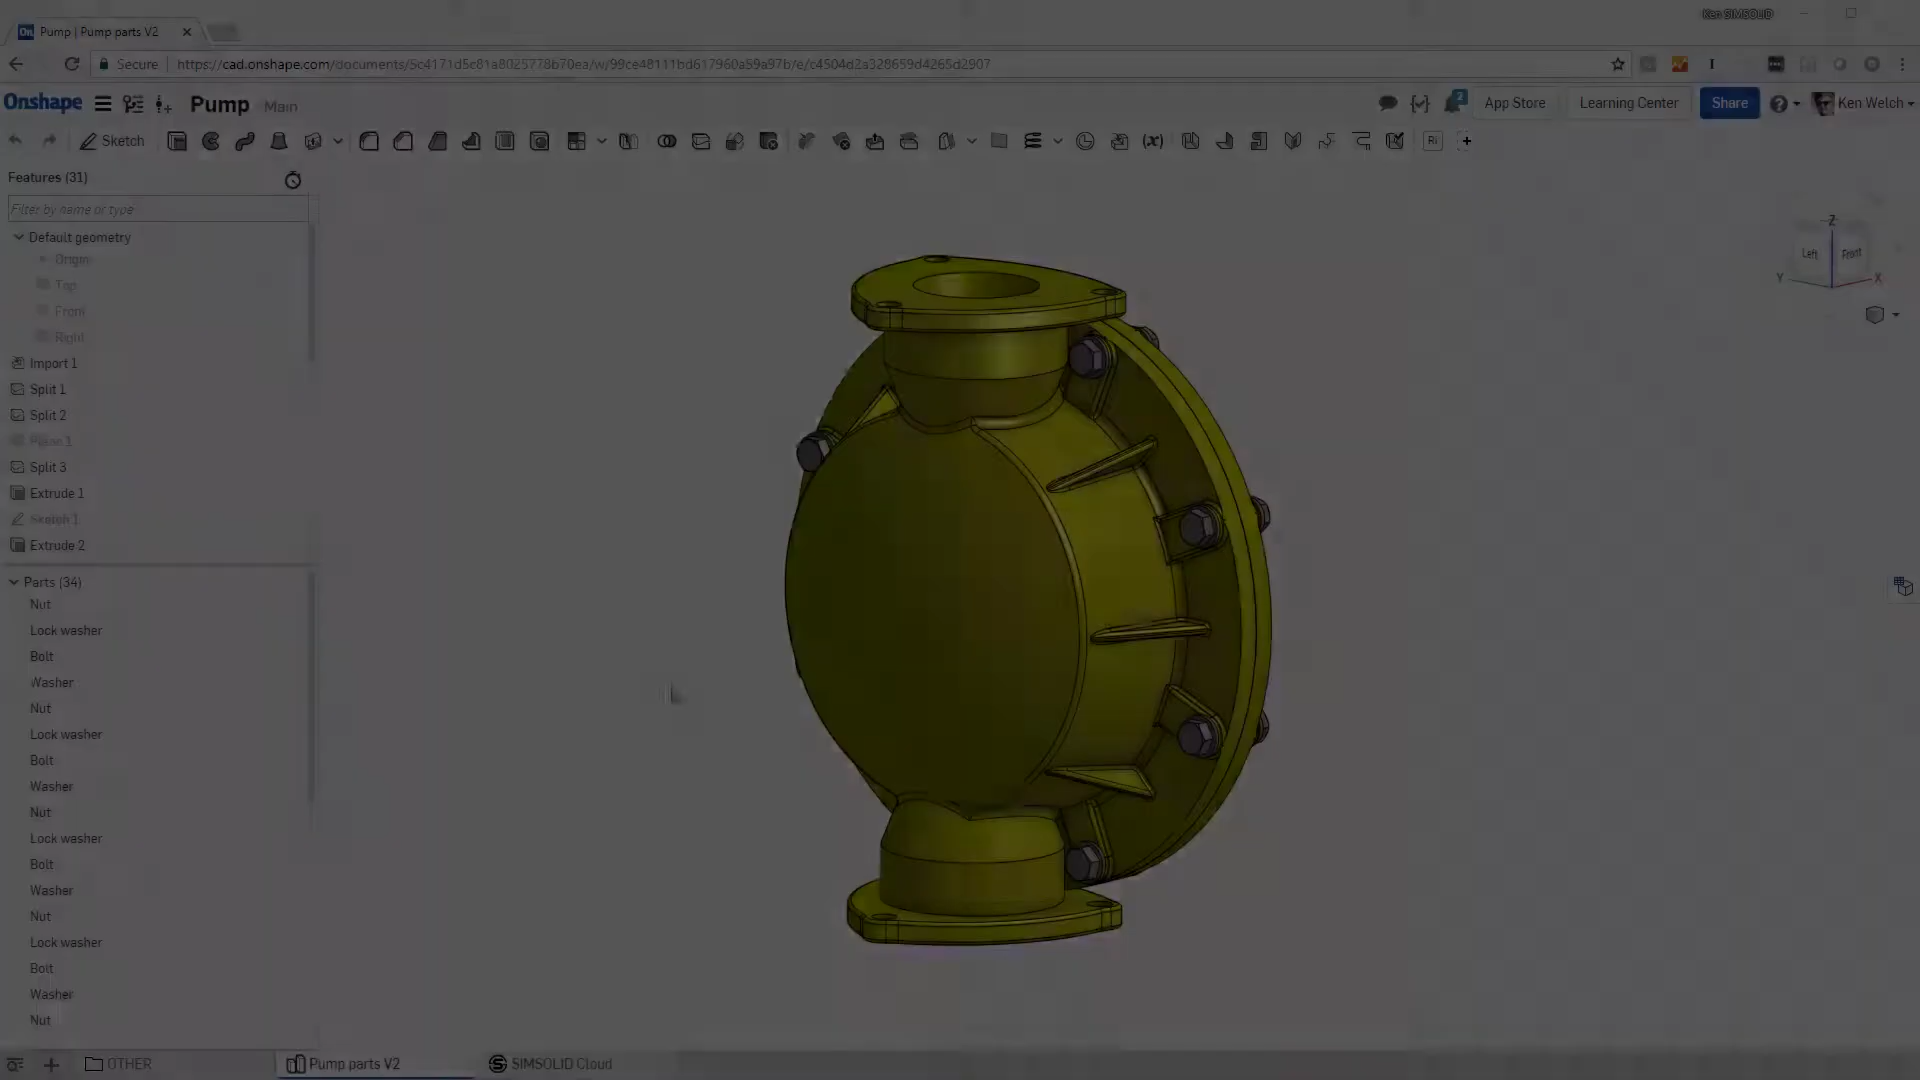 Ken SIMSOLID
Pump | Pump parts V2
Secure
https://cad.onshape.com/documents/5c4171d5c81a8025778b70ea/w/99ce48111bd617960a59a97b/e/c4504d2a328659d4265d2907
Onshape
Pump Main
2
App Store
Learning Center
Share
Ken Welch
Sketch
(x)
Ri
Features (31)
Filter by name or type
Default geometry
Origin
Top
Front
Right
Import 1
Split 1
Split 2
Plane 1
Split 3
Extrude 1
Sketch 1
Extrude 2
Parts (34)
Nut
Lock washer
Bolt
Washer
Nut
Lock washer
Bolt
Washer
Nut
Lock washer
Bolt
Washer
Nut
Lock washer
Bolt
Washer
Nut
Z
Left
Front
Y
X
OTHER
Pump parts V2
SIMSOLID Cloud